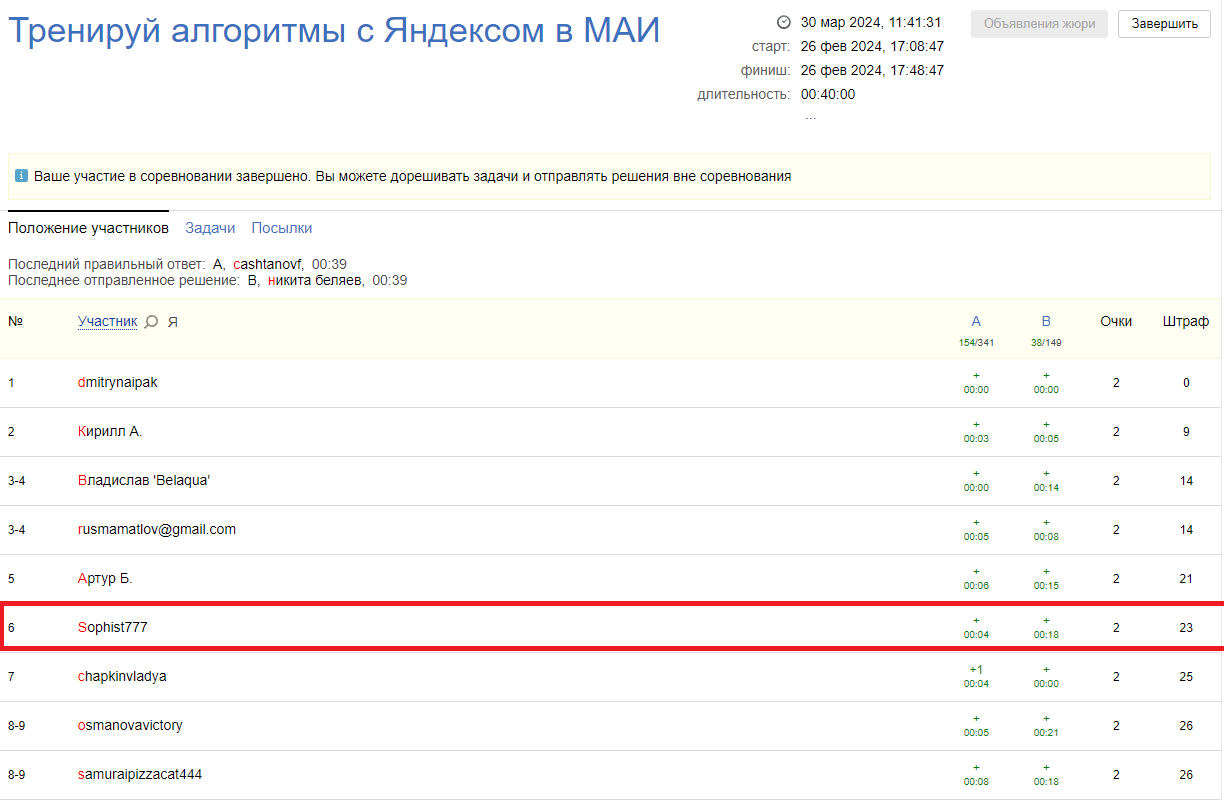 Тренируй алгоритмы с Яндексом в МАИ
30 мар 2024, 11:41:31
старт: 26 фев 2024, 17:08:47
финиш: 26 фев 2024, 17:48:47
длительность: 00:40:00
...
Объявления жюри Завершить
Ваше участие в соревновании завершено. Вы можете дорешивать задачи и отправлять решения вне соревнования
Положение участников Задачи Посылки
Последний правильный ответ: A, cashtanovf, 00:39
Последнее отправленное решение: B, никита беляев, 00:39
№ Участник Я A B Очки Штраф
154/341 38/149
1 dmitrynaipak + + 2 0
00:00 00:00
2 Кирилл А. + + 2 9
00:03 00:05
3-4 Владислав 'Belaqua' + + 2 14
00:00 00:14
3-4 rusmamatlov@gmail.com + + 2 14
00:05 00:08
5 Артур Б. + + 2 21
00:06 00:15
6 Sophist777 + + 2 23
00:04 00:18
7 chapkinvladya +1 + 2 25
00:04 00:00
8-9 osmanovavictory + + 2 26
00:05 00:21
8-9 samuraipizzacat444 + + 2 26
00:08 00:18